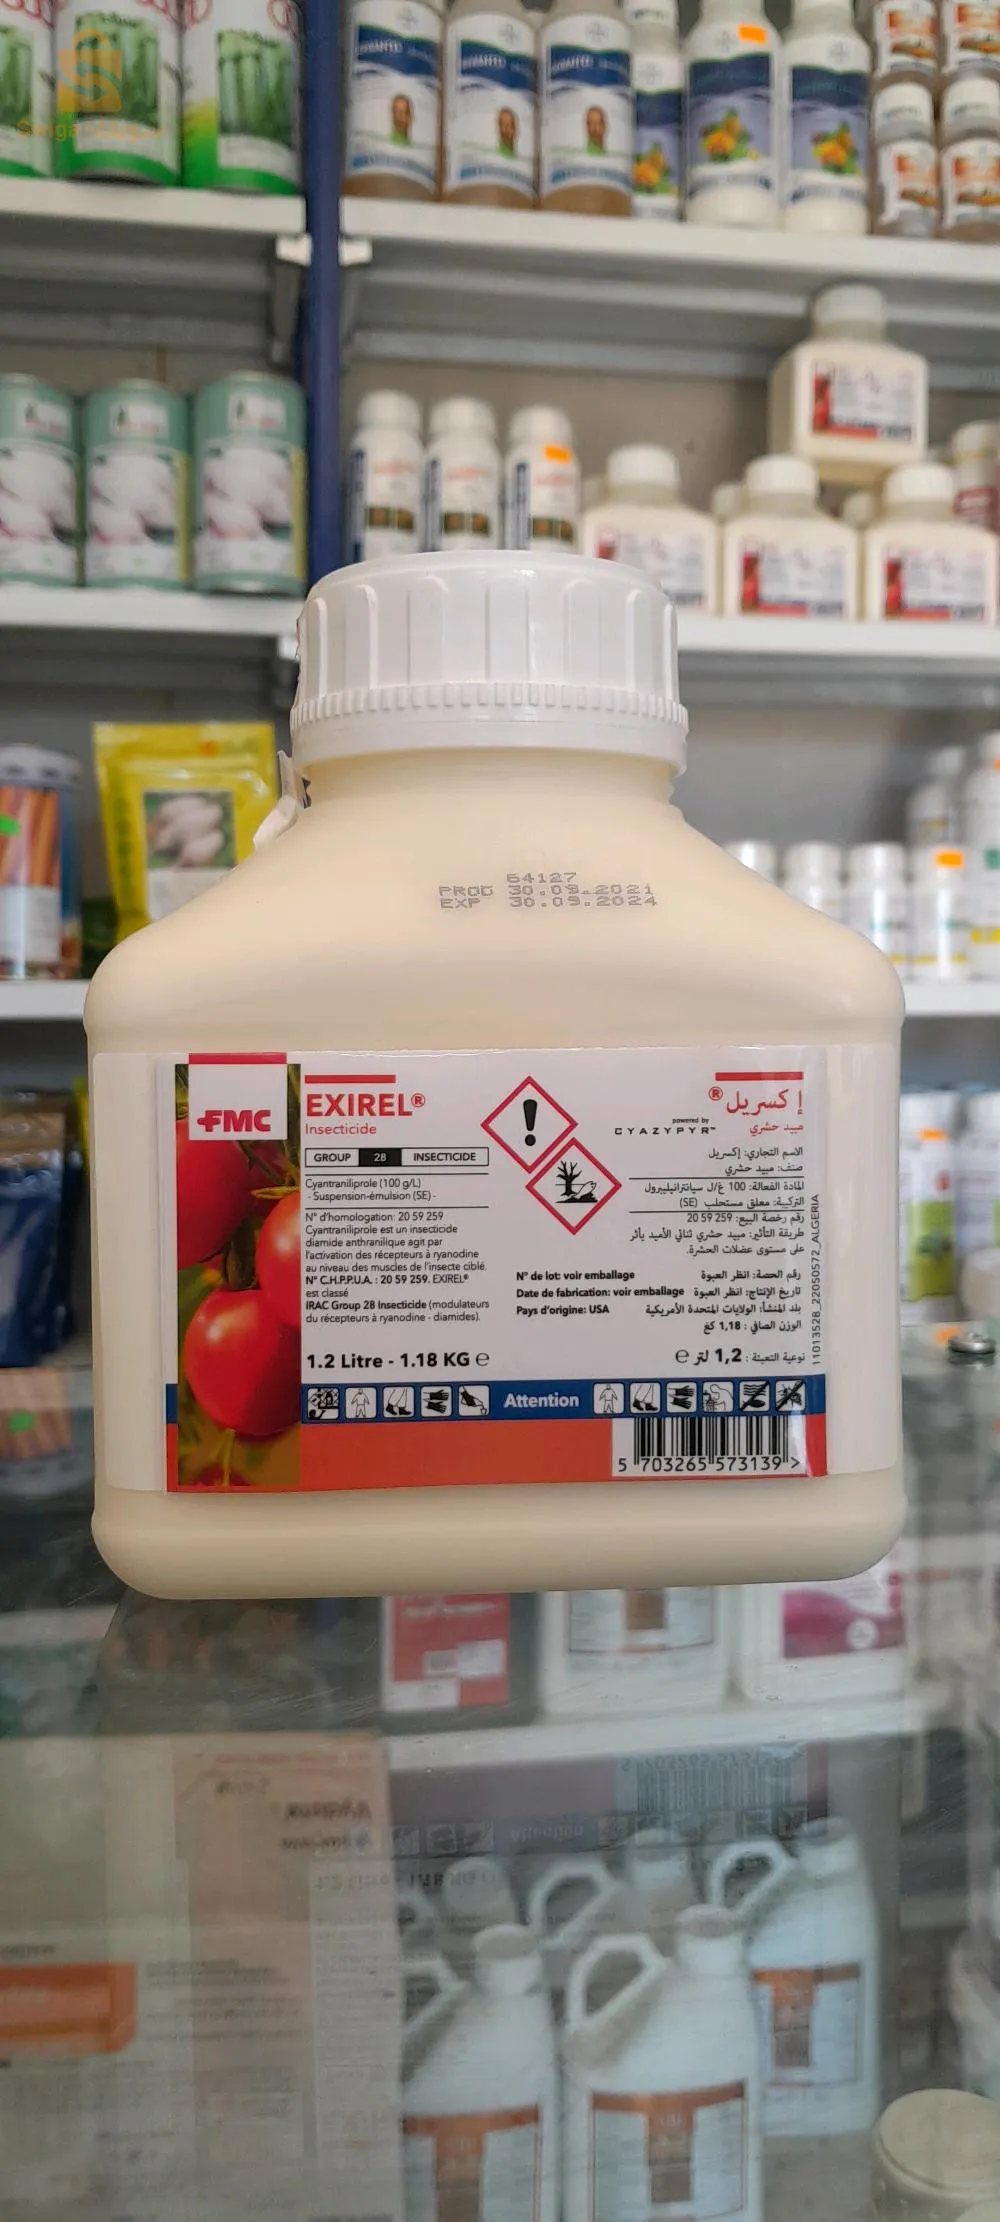 64127
PROD 30.09.2021
EXP 30.09.2024
FMC
EXIREL®
Insecticide
GROUP 28 INSECTICIDE
Cyantraniliprole (100 g/L)
- Suspension-émulsion (SE) -
N° d'homologation: 20 59 259
Cyantraniliprole est un insecticide
diamide anthranilique agit par
l'activation des récepteurs à ryanodine
au niveau des muscles de l'insecte ciblé.
N° C.H.P.P.U.A. : 20 59 259. EXIREL®
est classé
IRAC Group 28 Insecticide (modulateurs
du récepteurs à ryanodine - diamides).
1.2 Litre - 1.18 KG e
إكسريل®
مبيد حشري
powered by
CYAZYPYR™
الاسم التجاري: إكسريل
صنف: مبيد حشري
المادة الفعالة: 100 غ/ل سيانترانيليبرول
التركيبة: معلق مستحلب (SE)
رقم رخصة البيع: 259 59 20
طريقة التأثير: مبيد حشري ثنائي الأميد يأثر
على مستوى عضلات الحشرة.
N° de lot: voir emballage
رقم الحصة: انظر العبوة
Date de fabrication: voir emballage
تاريخ الإنتاج: انظر العبوة
Pays d'origine: USA
بلد المنشأ: الولايات المتحدة الأمريكية
الوزن الصافي : 1,18 كغ
نوعية التعبئة : 1,2 لتر e
11013528_22050572_ALGERIA
Attention
5 703265 573139 >